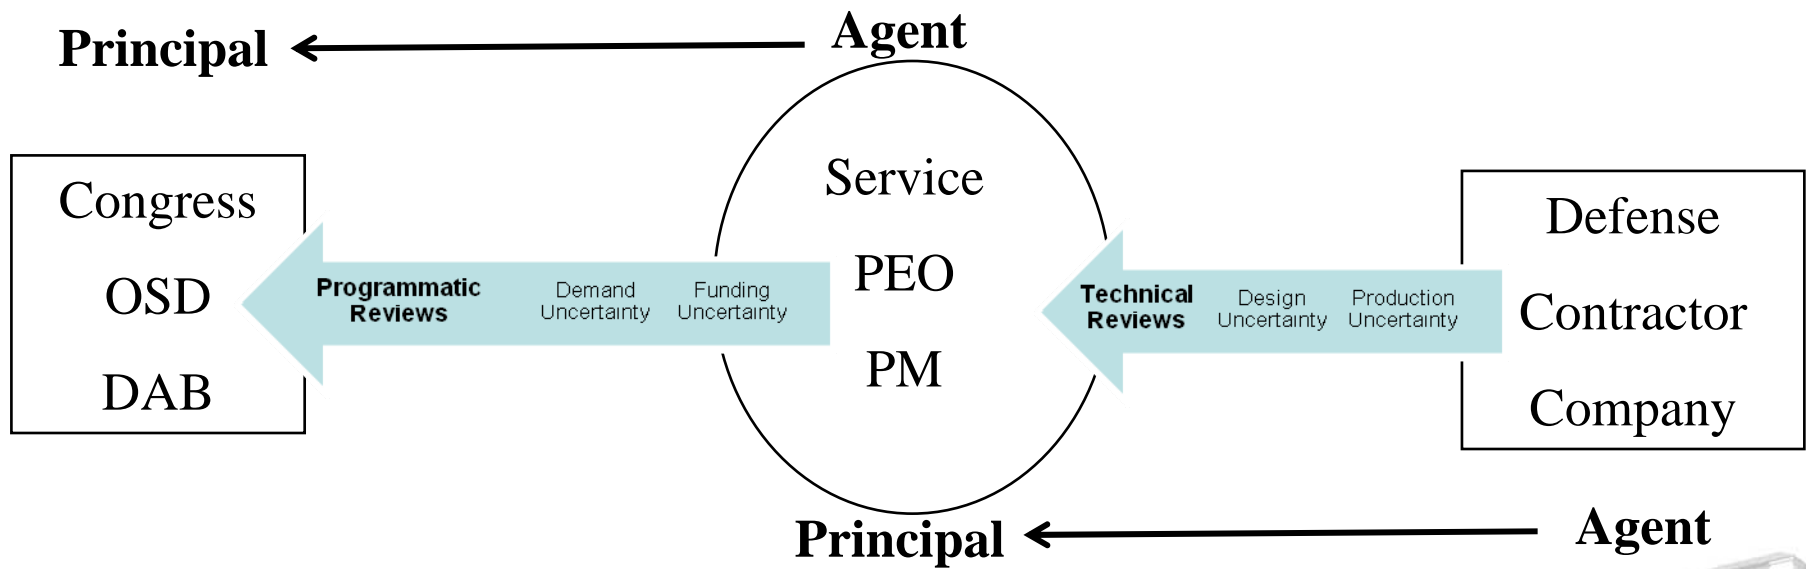 Principal
Agent
Congress
OSD
DAB
Programmatic
Reviews
Demand
Uncertainty
Funding
Uncertainty
Service
PEO
PM
Technical
Reviews
Design
Uncertainty
Production
Uncertainty
Defense
Contractor
Company
Principal
Agent